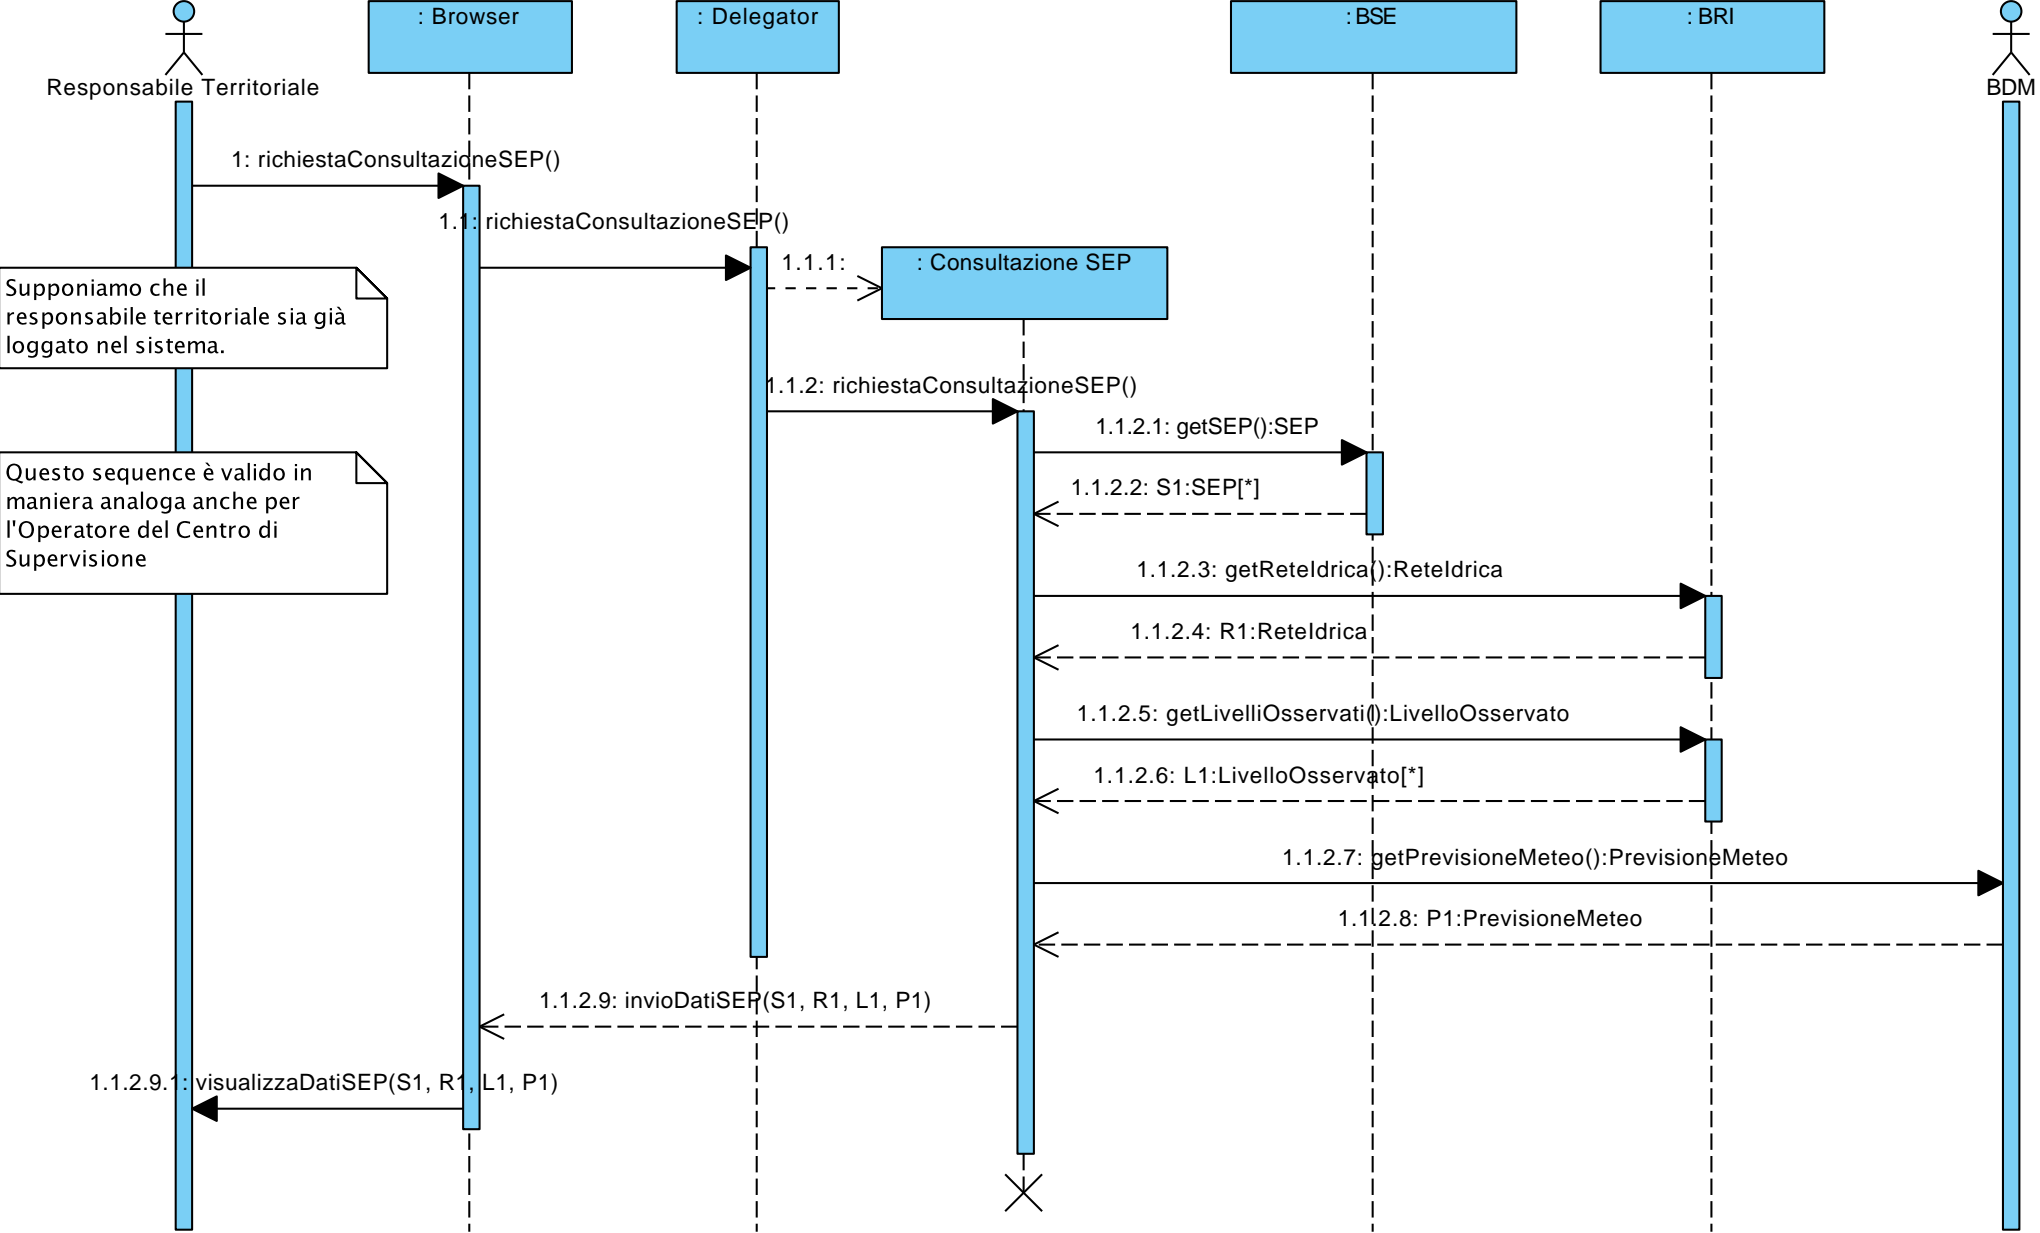 : Browser
: Delegator
: BSE
: BRI
Responsabile Territoriale
BDM
1: richiestaConsultazioneSEP()
1.1: richiestaConsultazioneSEP()
1.1.1:
: Consultazione SEP
Supponiamo che il
responsabile territoriale sia già
loggato nel sistema.
1.1.2: richiestaConsultazioneSEP()
1.1.2.1: getSEP():SEP
Questo sequence è valido in
maniera analoga anche per
l'Operatore del Centro di
Supervisione
1.1.2.2: S1:SEP[*]
1.1.2.3: getReteIdrica():ReteIdrica
1.1.2.4: R1:ReteIdrica
1.1.2.5: getLivelliOsservati():LivelloOsservato
1.1.2.6: L1:LivelloOsservato[*]
1.1.2.7: getPrevisioneMeteo():PrevisioneMeteo
1.1.2.8: P1:PrevisioneMeteo
1.1.2.9: invioDatiSEP(S1, R1, L1, P1)
1.1.2.9.1: visualizzaDatiSEP(S1, R1, L1, P1)